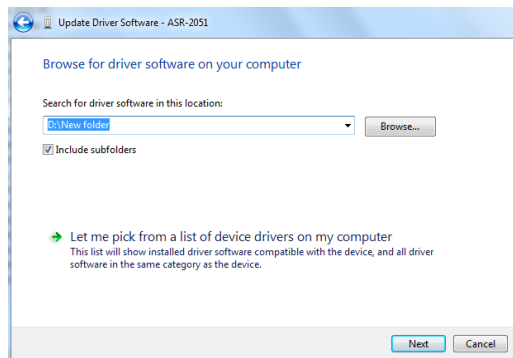 Update Driver Software - ASR-2051
Browse for driver software on your computer
Search for driver software in this location:
D:\New folder
Browse...
Include subfolders
Let me pick from a list of device drivers on my computer
This list will show installed driver software compatible with the device, and all driver
software in the same category as the device.
Next
Cancel